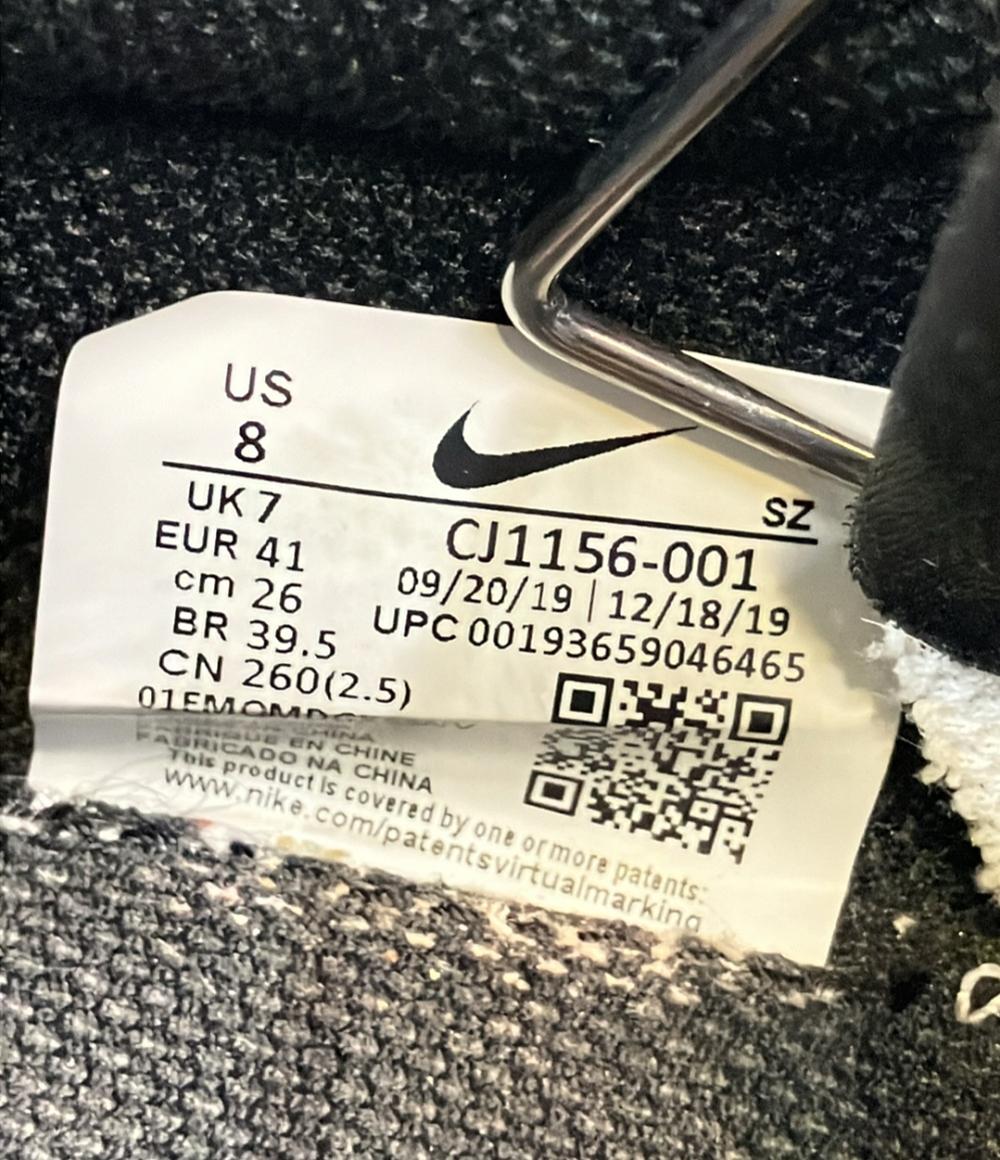 US
8
SZ
UK 7
CJ1156-001
EUR 41
09/20/19 | 12/18/19
cm 26
UPC 00193659046465
BR 39.5
CN 260(2.5)
CHINA
EN CHINE
FABRICADO NA CHINA
This product is covered by one or more patents:
www.nike.com/patentsvirtualmarking